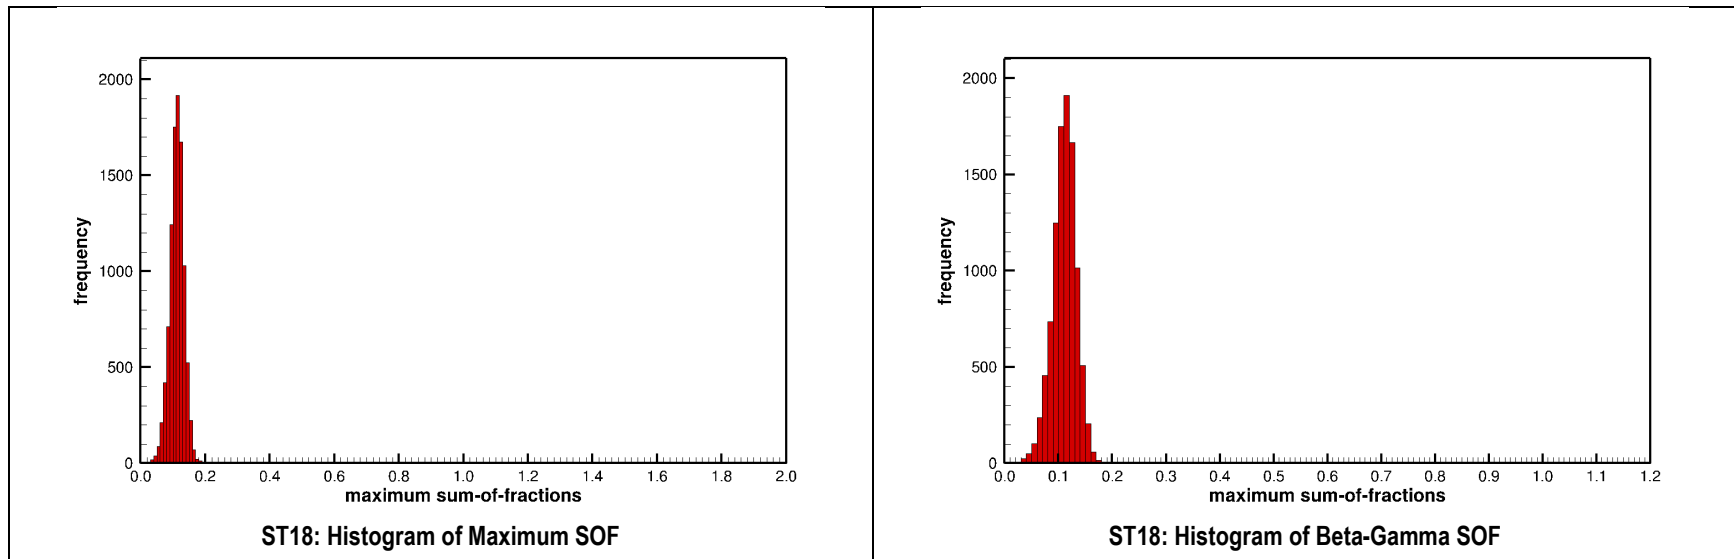 2000
1500
1000
500
0
frequency
0.0 0.2 0.4 0.6 0.8 1.0 1.2 1.4 1.6 1.8 2.0
maximum sum-of-fractions
ST18: Histogram of Maximum SOF
2000
1500
1000
500
0
frequency
0.0 0.1 0.2 0.3 0.4 0.5 0.6 0.7 0.8 0.9 1.0 1.1 1.2
maximum sum-of-fractions
ST18: Histogram of Beta-Gamma SOF